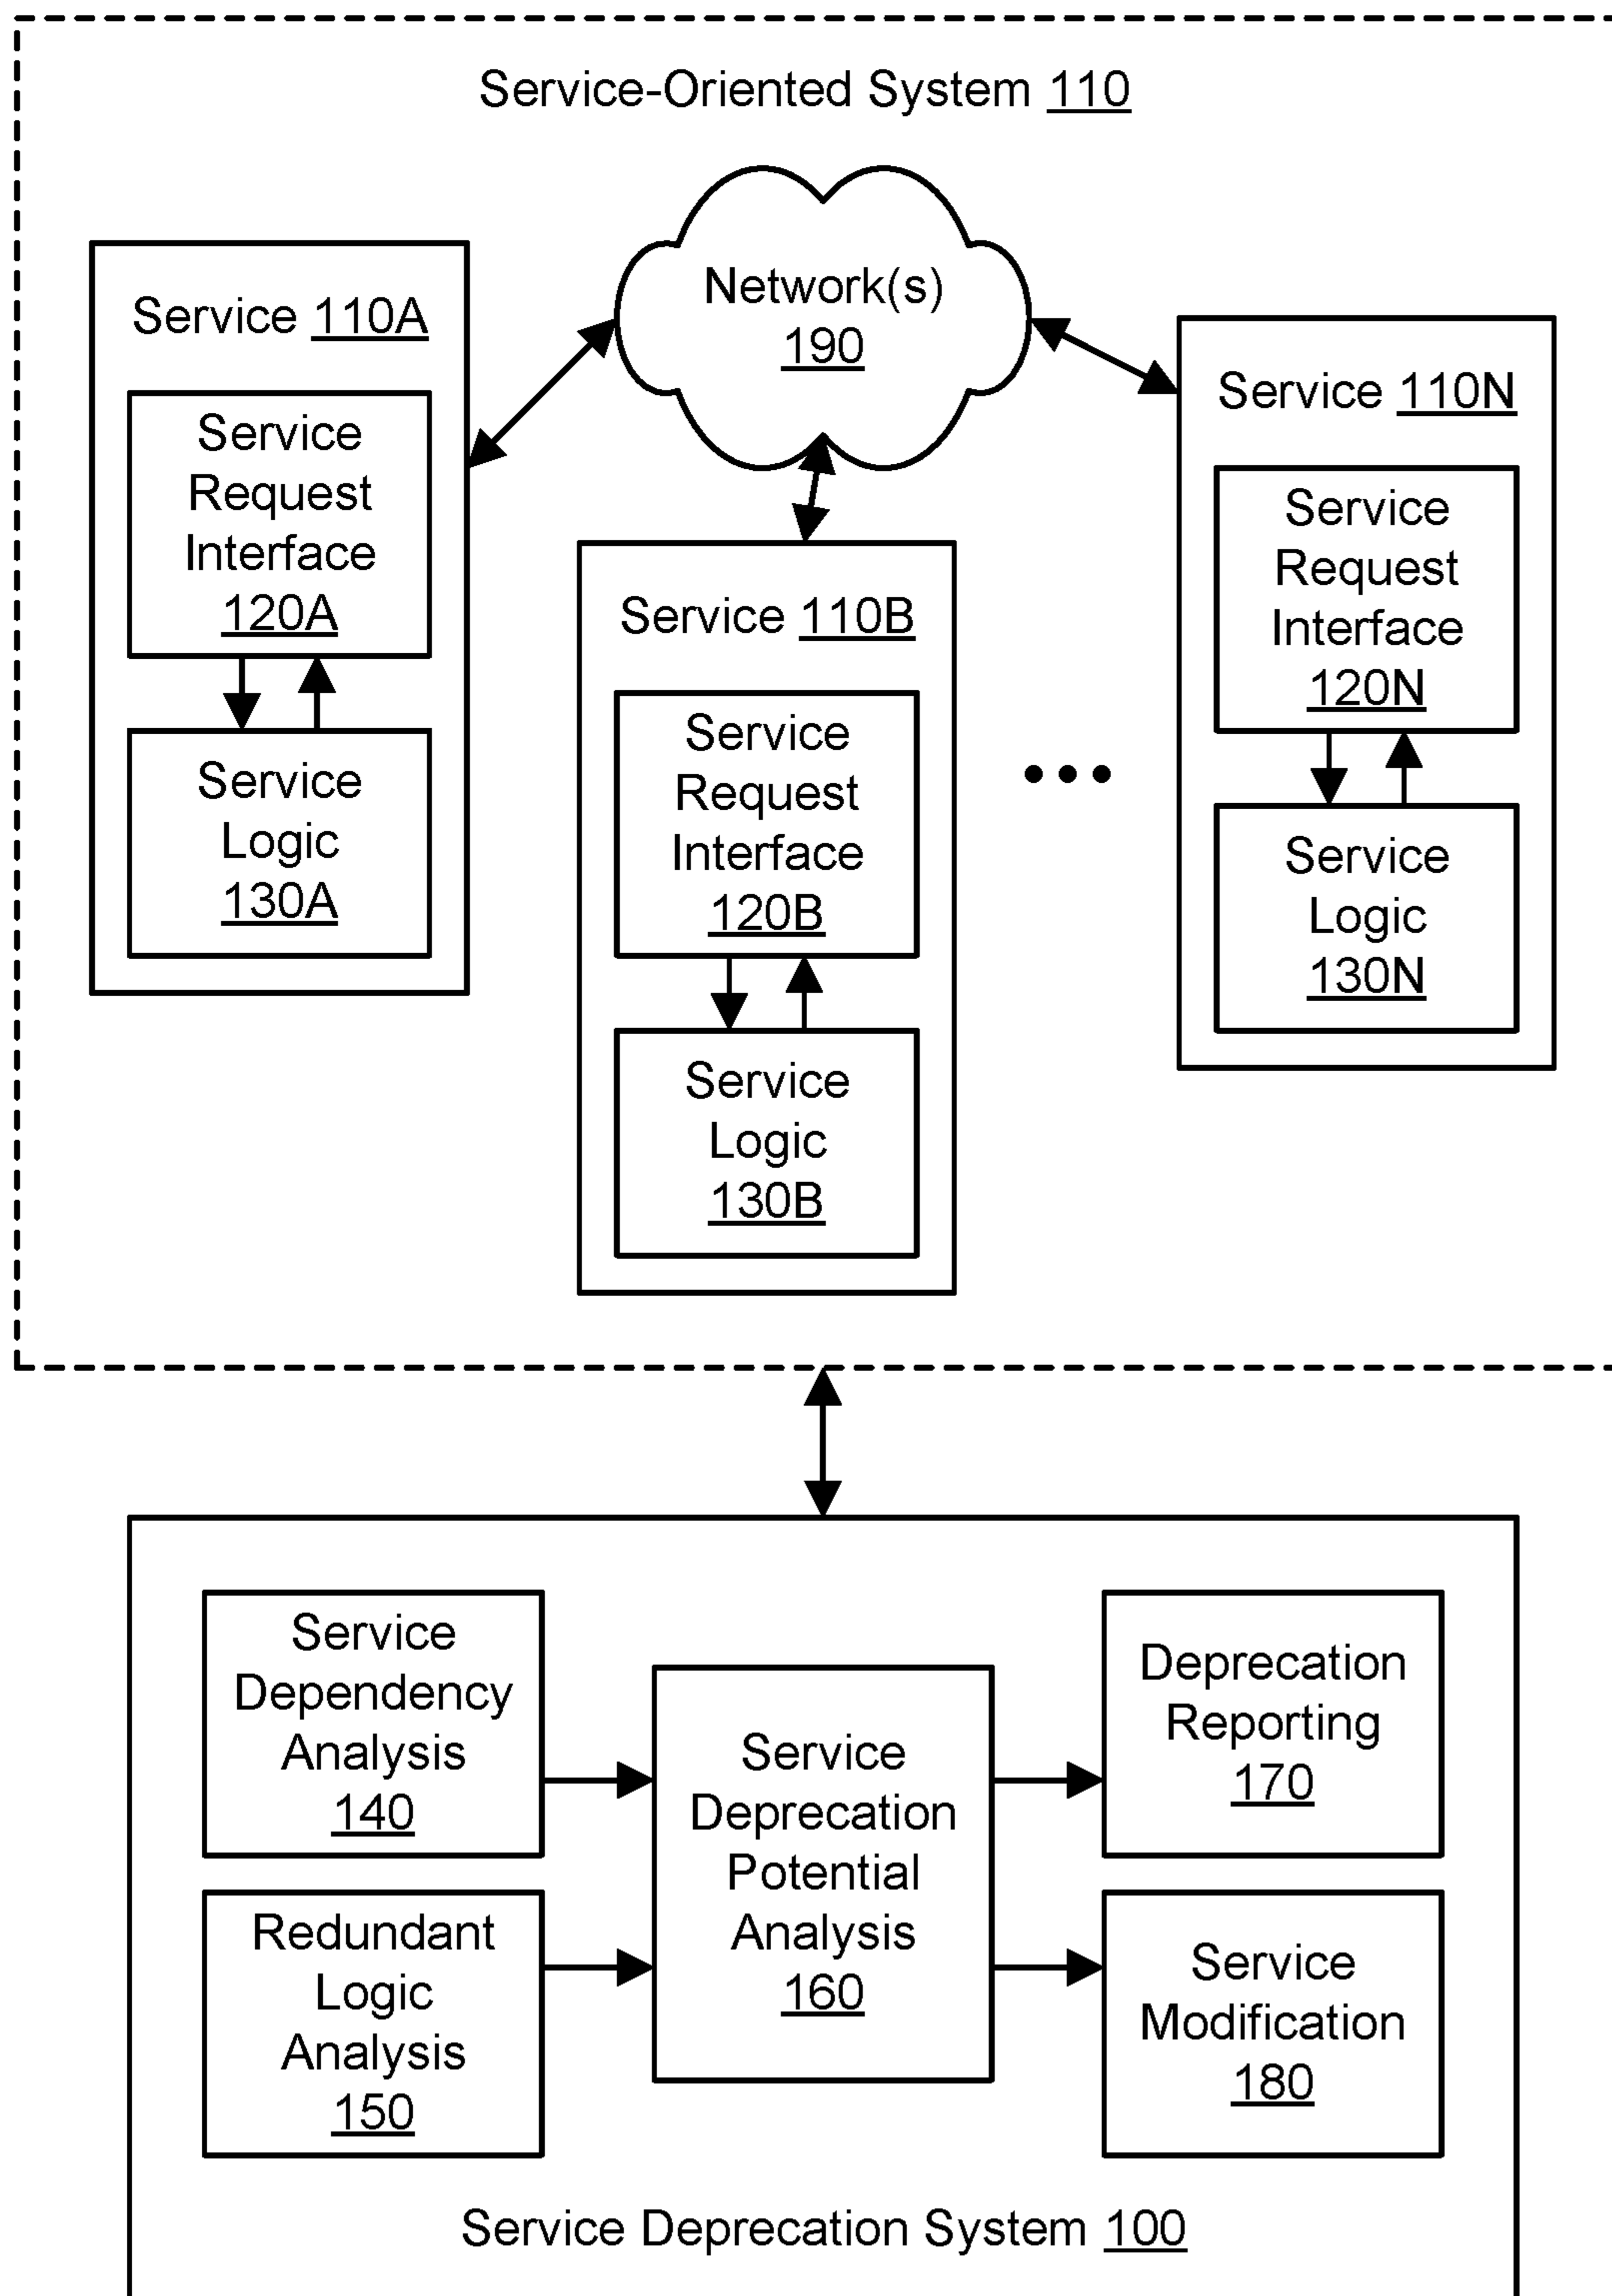 Service-Oriented System 110
Network(s)
190
Service 110A
Service
Request
Interface
120A
Service
Logic
130A
Service 110B
Service
Request
Interface
120B
Service
Logic
130B
Service 110N
Service
Request
Interface
120N
Service
Logic
130N
Service
Dependency
Analysis
140
Redundant
Logic
Analysis
150
Service
Deprecation
Potential
Analysis
160
Deprecation
Reporting
170
Service
Modification
180
Service Deprecation System 100